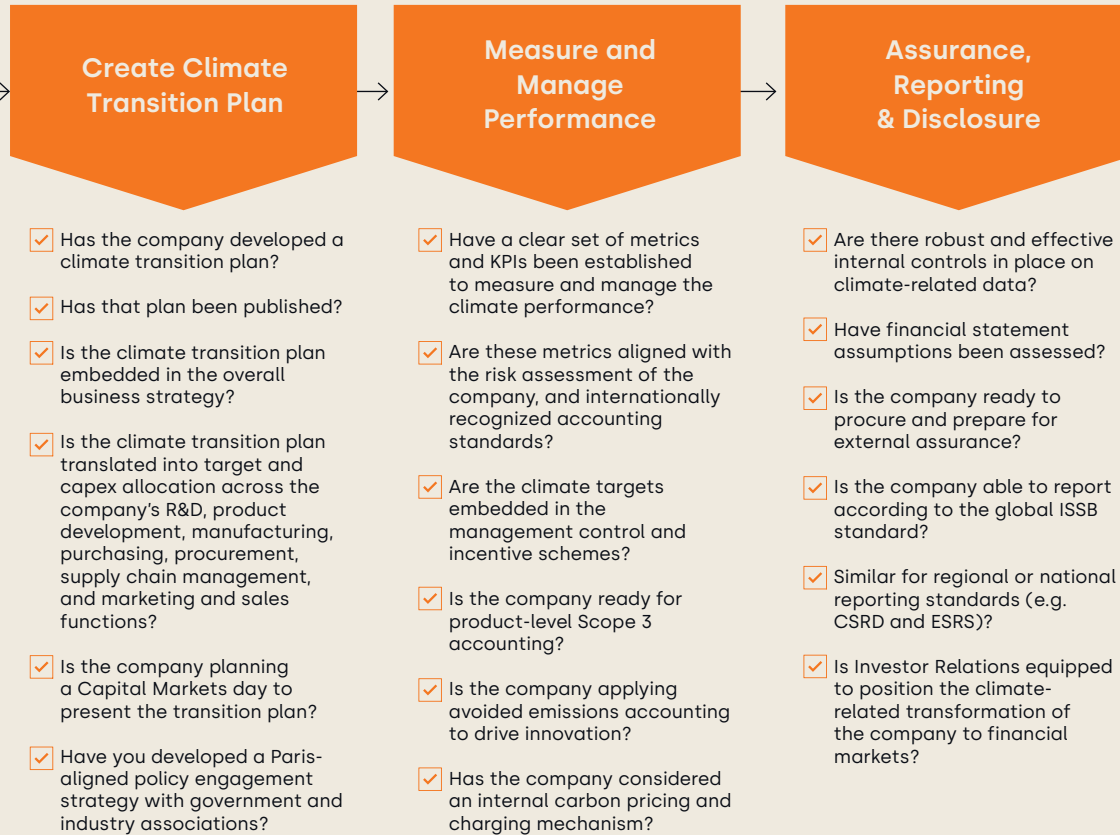 Create Climate
Transition Plan
Has the company developed a
climate transition plan?
Has that plan been published?
Is the climate transition plan
embedded in the overall
business strategy?
Is the climate transition plan
translated into target and
capex allocation across the
company's R&D, product
development, manufacturing,
purchasing, procurement,
supply chain management,
and marketing and sales
functions?
Is the company planning
a Capital Markets day to
present the transition plan?
Have you developed a Paris-
aligned policy engagement
strategy with government and
industry associations?
Measure and
Manage
Performance
Have a clear set of metrics
and KPIs been established
to measure and manage the
climate performance?
Are these metrics aligned with
the risk assessment of the
company, and internationally
recognized accounting
standards?
Are the climate targets
embedded in the
management control and
incentive schemes?
Is the company ready for
product-level Scope 3
accounting?
Is the company applying
avoided emissions accounting
to drive innovation?
Has the company considered
an internal carbon pricing and
charging mechanism?
Assurance,
Reporting
& Disclosure
Are there robust and effective
internal controls in place on
climate-related data?
Have financial statement
assumptions been assessed?
Is the company ready to
procure and prepare for
external assurance?
Is the company able to report
according to the global ISSB
standard?
Similar for regional or national
reporting standards (e.g.
CSRD and ESRS)?
Is Investor Relations equipped
to position the climate-
related transformation of
the company to financial
markets?